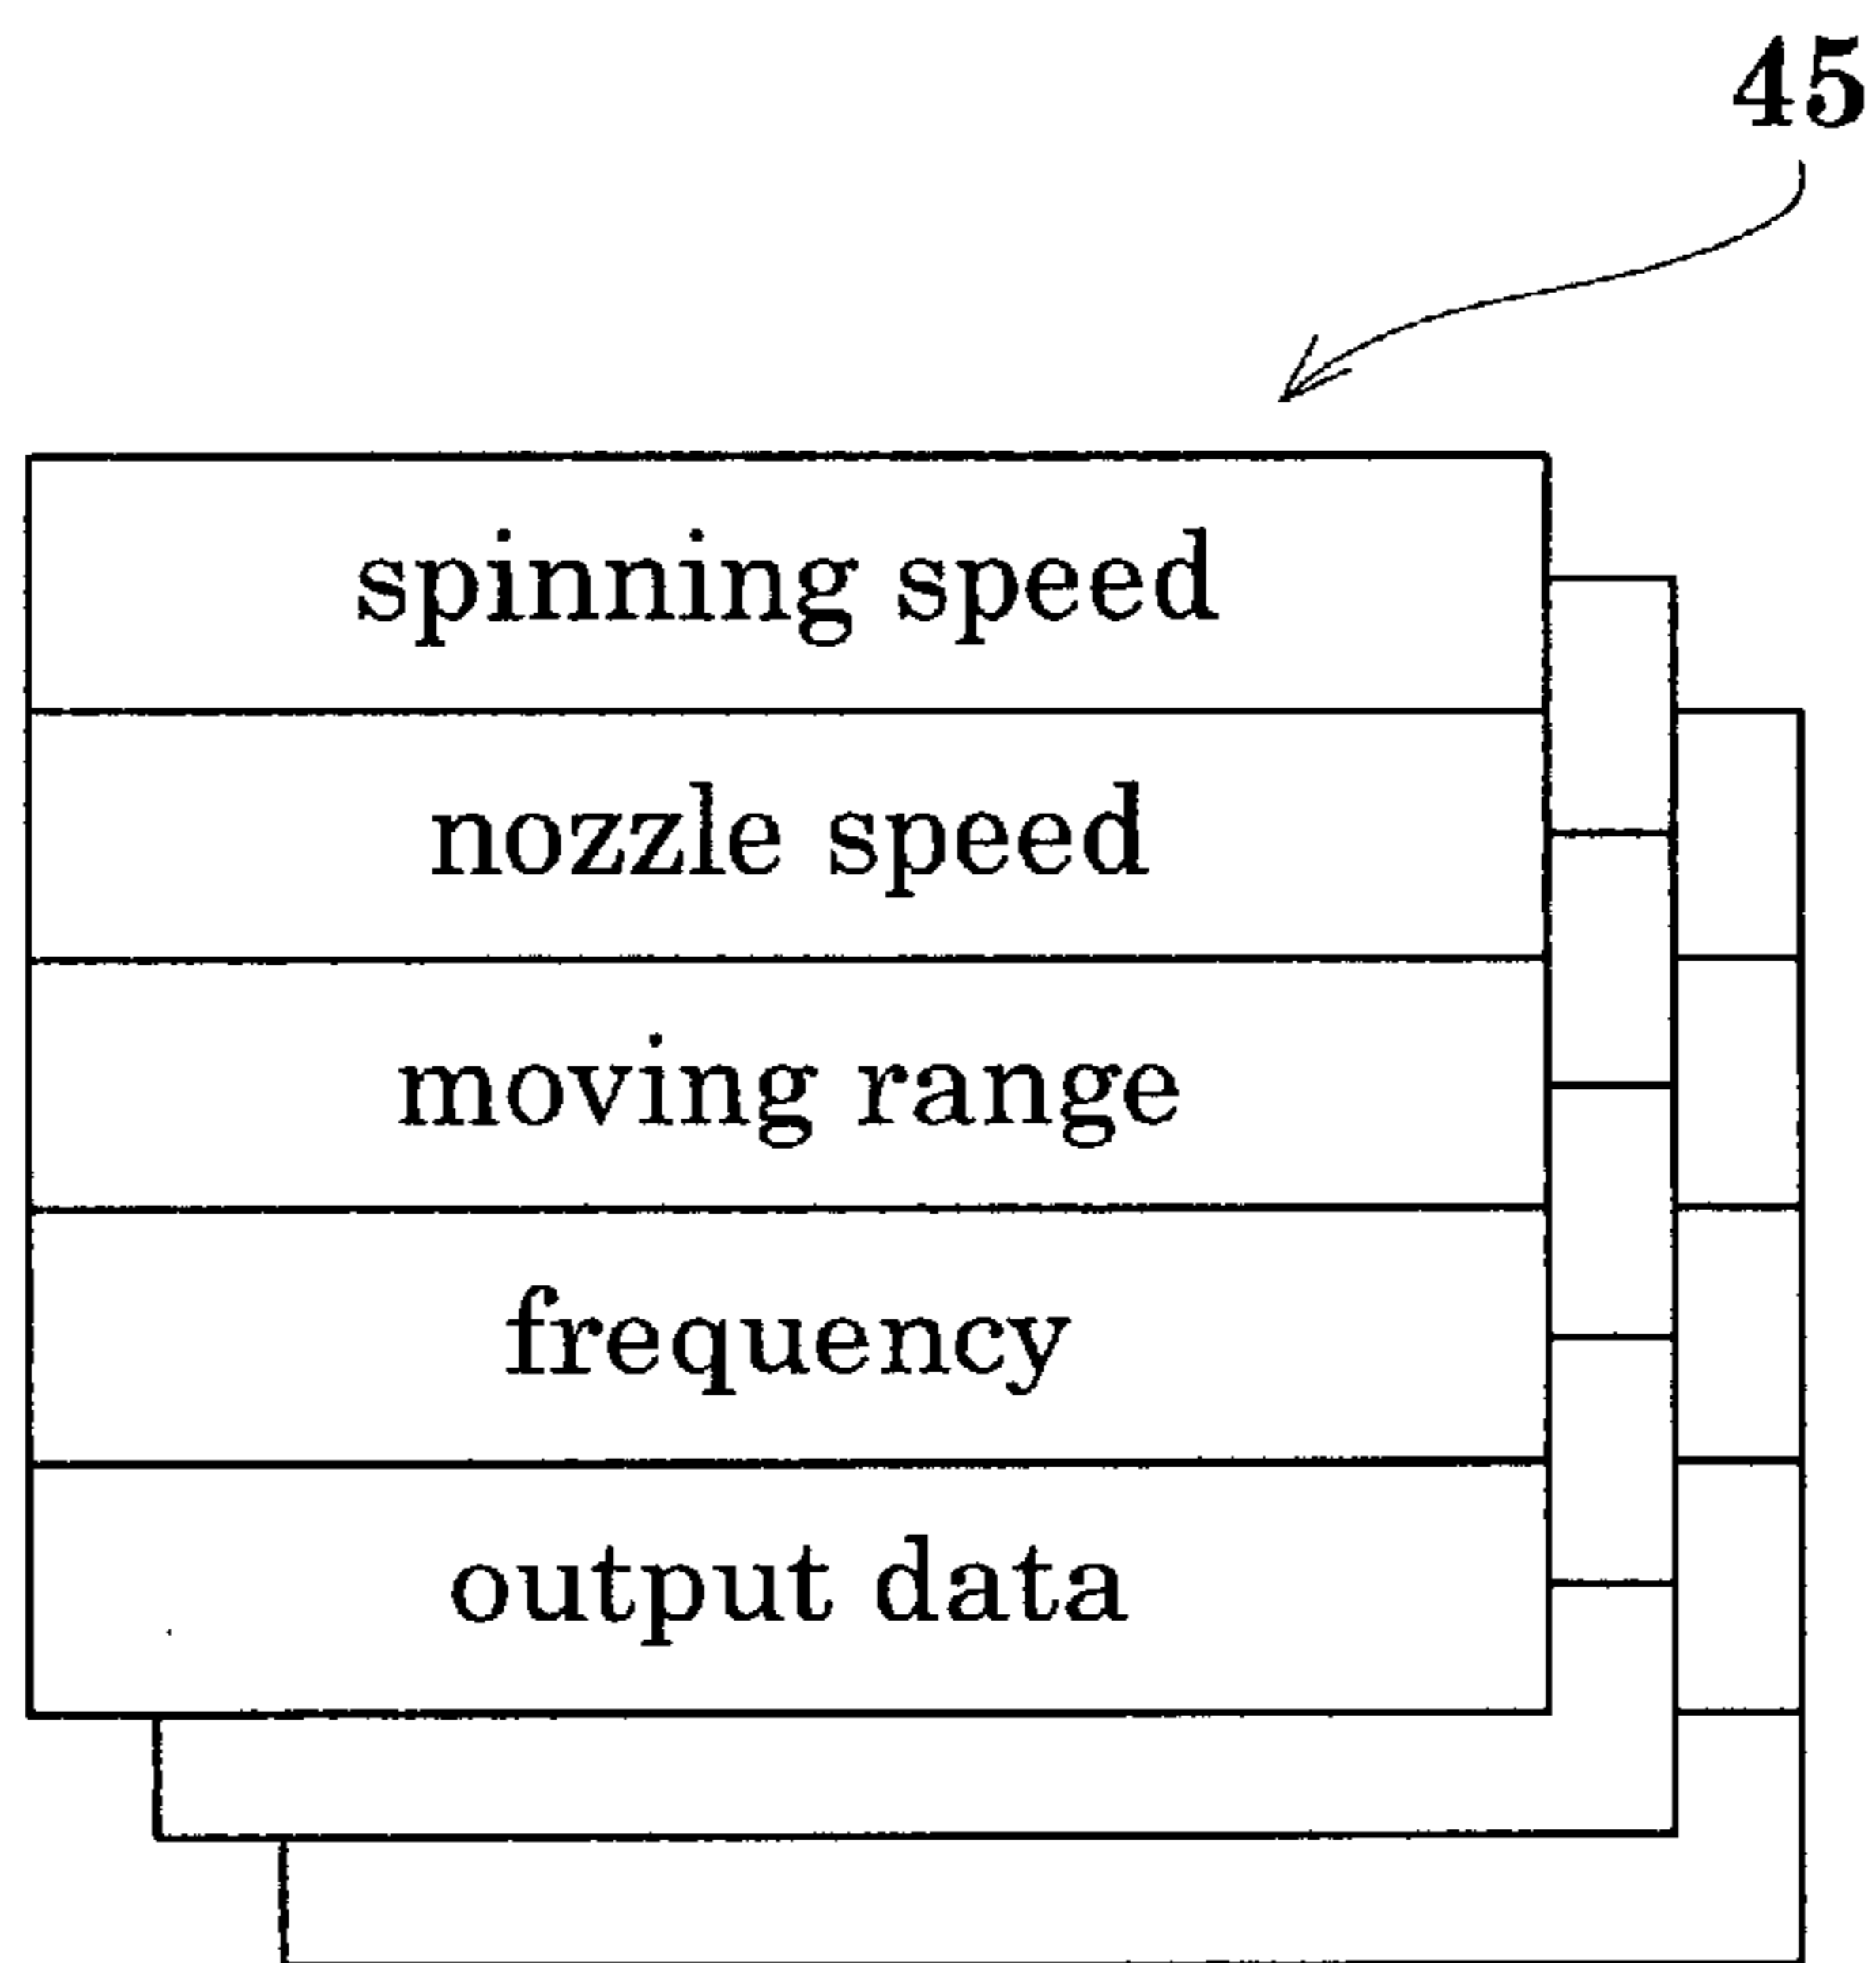 45
spinning speed
nozzle speed
moving range
frequency
output data